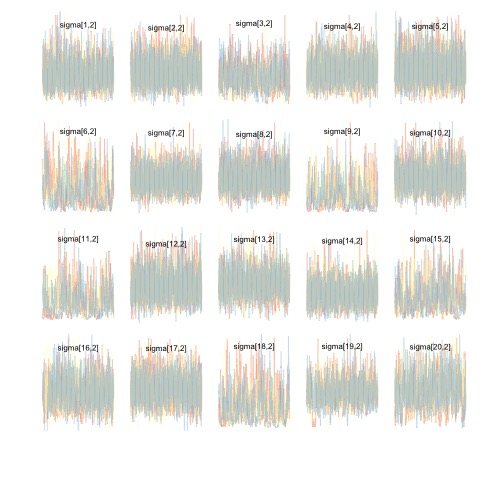 sigma[1,2]
sigma[2,2]
sigma[3,2]
sigma[4,2]
sigma[5,2]
sigma[6,2]
sigma[7,2]
sigma[8,2]
sigma[9,2]
sigma[10,2]
sigma[11,2]
sigma[12,2]
sigma[13,2]
sigma[14,2]
sigma[15,2]
sigma[16,2]
sigma[17,2]
sigma[18,2]
sigma[19,2]
sigma[20,2]